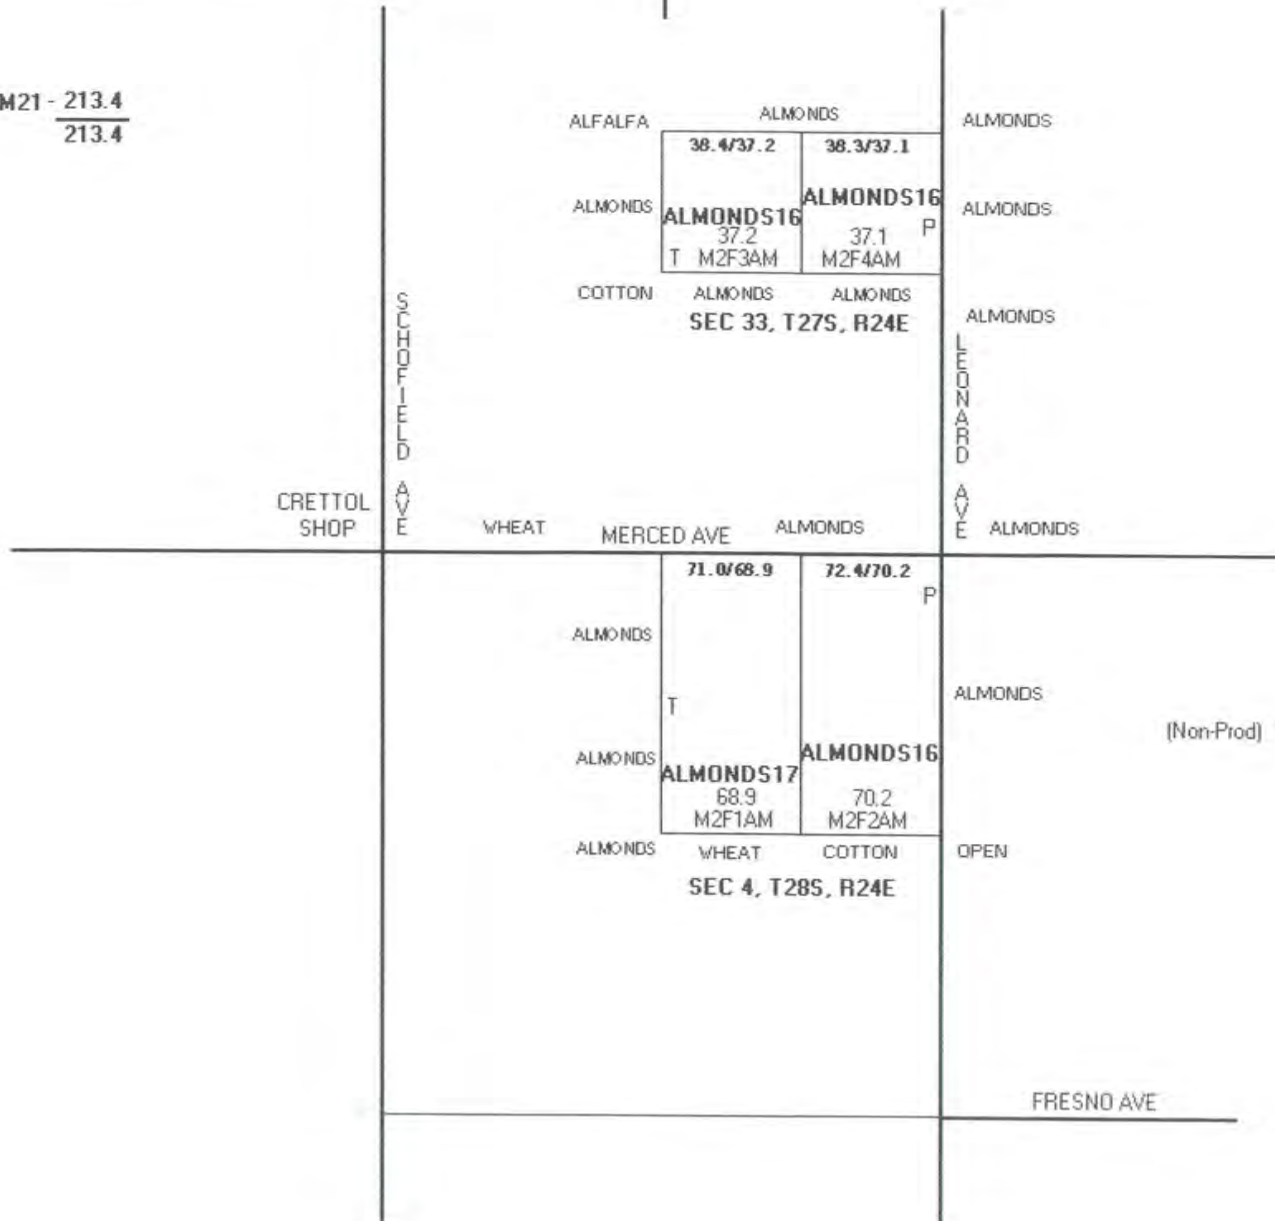 M21 - 213.4
213.4
ALFALFA
ALMONDS
ALMONDS
38.4/37.2
38.3/37.1
ALMONDS
ALMONDS16
37.2
T M2F3AM
ALMONDS16
37.1
P
M2F4AM
ALMONDS
COTTON
ALMONDS
ALMONDS
SEC 33, T27S, R24E
ALMONDS
SCHOFIELD AVE
LEONARD AVE
CRETTOL
SHOP
WHEAT
MERCED AVE
ALMONDS
ALMONDS
71.0/68.9
72.4/70.2
P
ALMONDS
T
ALMONDS
(Non-Prod)
ALMONDS
ALMONDS17
68.9
M2F1AM
ALMONDS16
70.2
M2F2AM
ALMONDS
WHEAT
COTTON
OPEN
SEC 4, T28S, R24E
FRESNO AVE